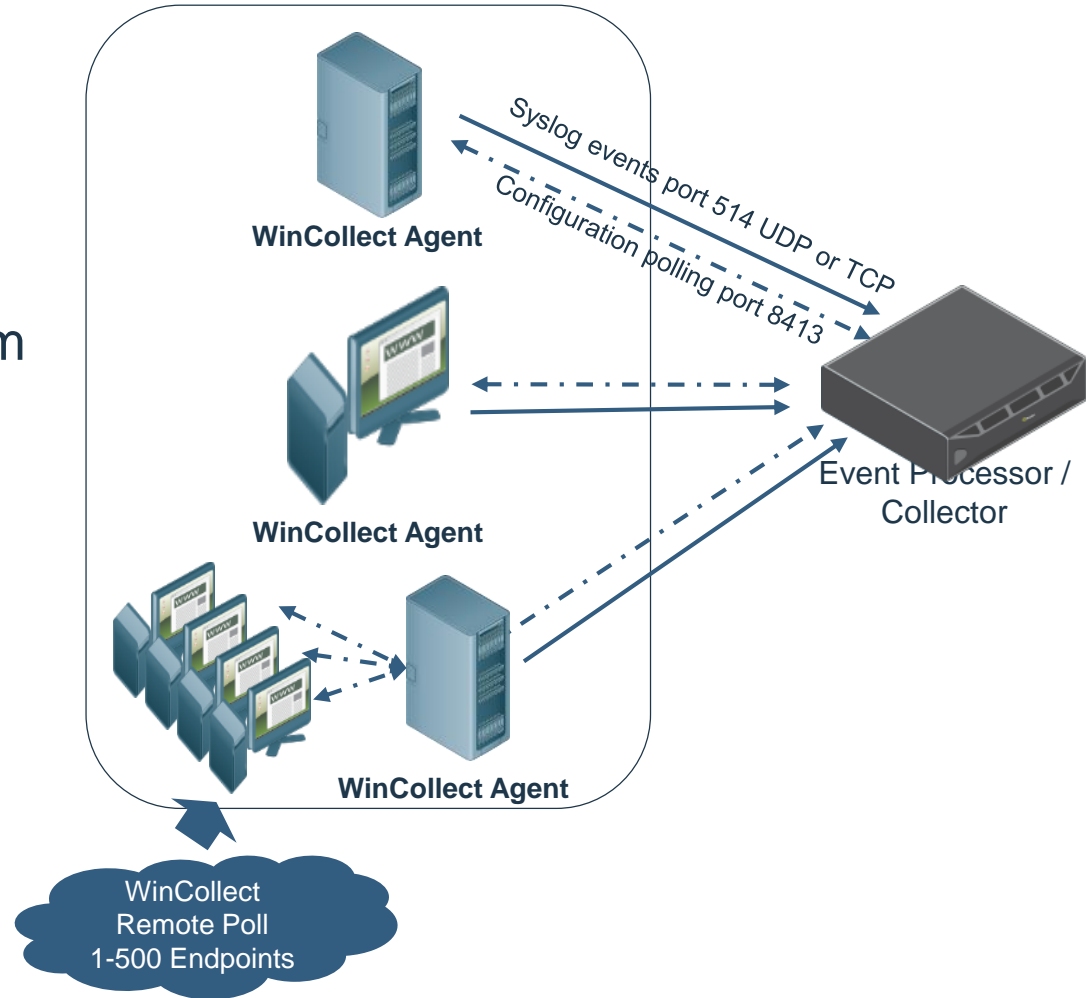 WinCollect Agent
Syslog events port 514 UDP or TCP
Configuration polling port 8413
m
WinCollect Agent
Event Processor /
Collector
WinCollect Agent
WinCollect
Remote Poll
1-500 Endpoints